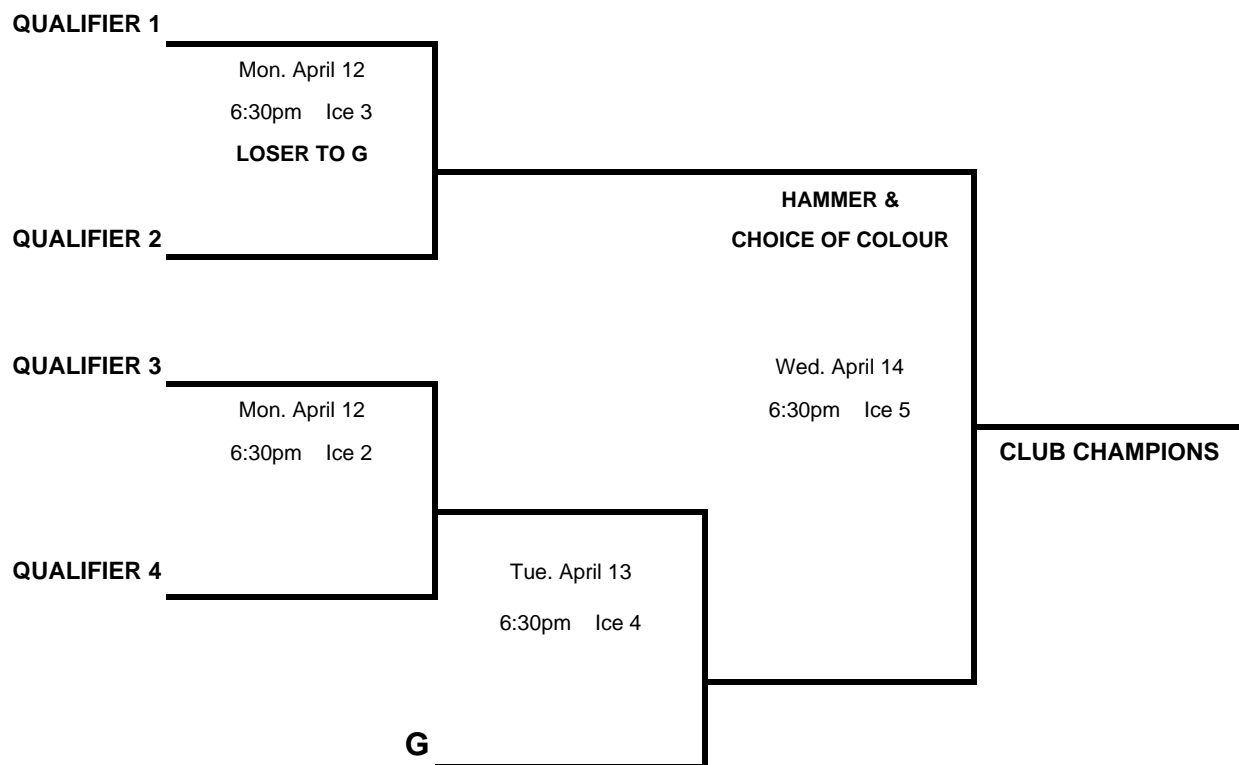 QUALIFIER 1
Mon. April 12
6:30pm Ice 3
LOSER TO G
HAMMER &
CHOICE OF COLOUR
QUALIFIER 2
QUALIFIER 3
Wed. April 14
Mon. April 12
6:30pm Ice 5
6:30pm Ice 2
CLUB CHAMPIONS
QUALIFIER 4
Tue. April 13
6:30pm Ice 4
G